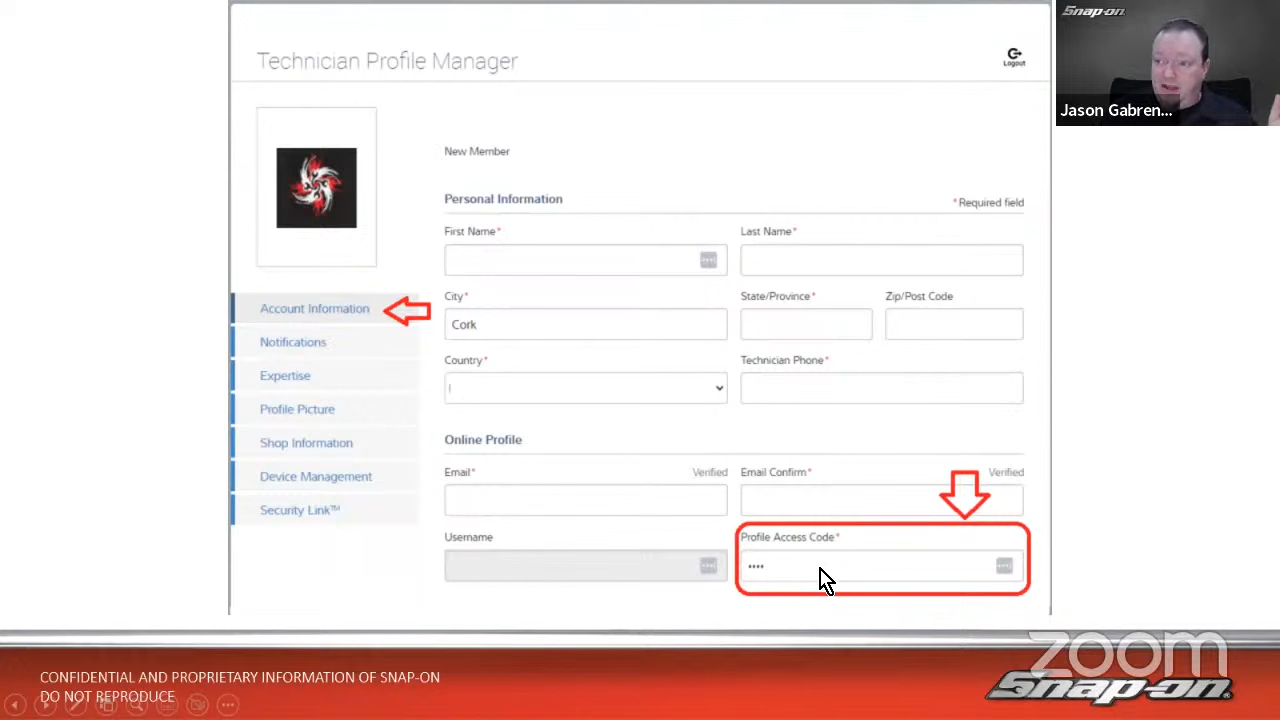 Snap-on
Jason Gabren...
Technician Profile Manager
Logout
New Member
Personal Information
* Required field
First Name*
Last Name*
City*
State/Province*
Zip/Post Code
Cork
Country*
Technician Phone*
Account Information
Notifications
Expertise
Profile Picture
Shop Information
Device Management
Security Link™
Online Profile
Email*
Verified
Email Confirm*
Verified
Username
Profile Access Code*
••••
CONFIDENTIAL AND PROPRIETARY INFORMATION OF SNAP-ON
DO NOT REPRODUCE
zoom
Snap-on